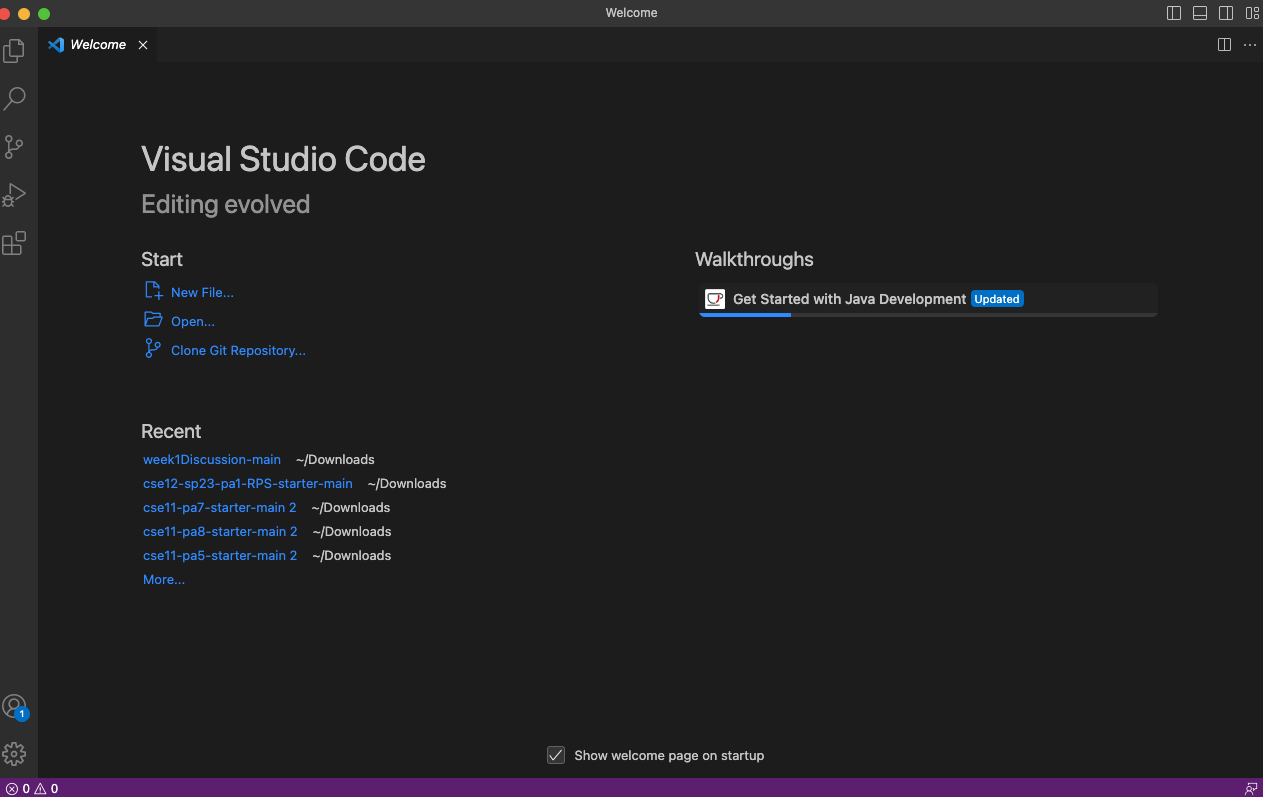 Welcome
Welcome
Visual Studio Code
Editing evolved
Start
New File...
Open...
Clone Git Repository...
Walkthroughs
Get Started with Java Development Updated
Recent
week1Discussion-main ~/Downloads
cse12-sp23-pa1-RPS-starter-main ~/Downloads
cse11-pa7-starter-main 2 ~/Downloads
cse11-pa8-starter-main 2 ~/Downloads
cse11-pa5-starter-main 2 ~/Downloads
More...
1
Show welcome page on startup
0 0